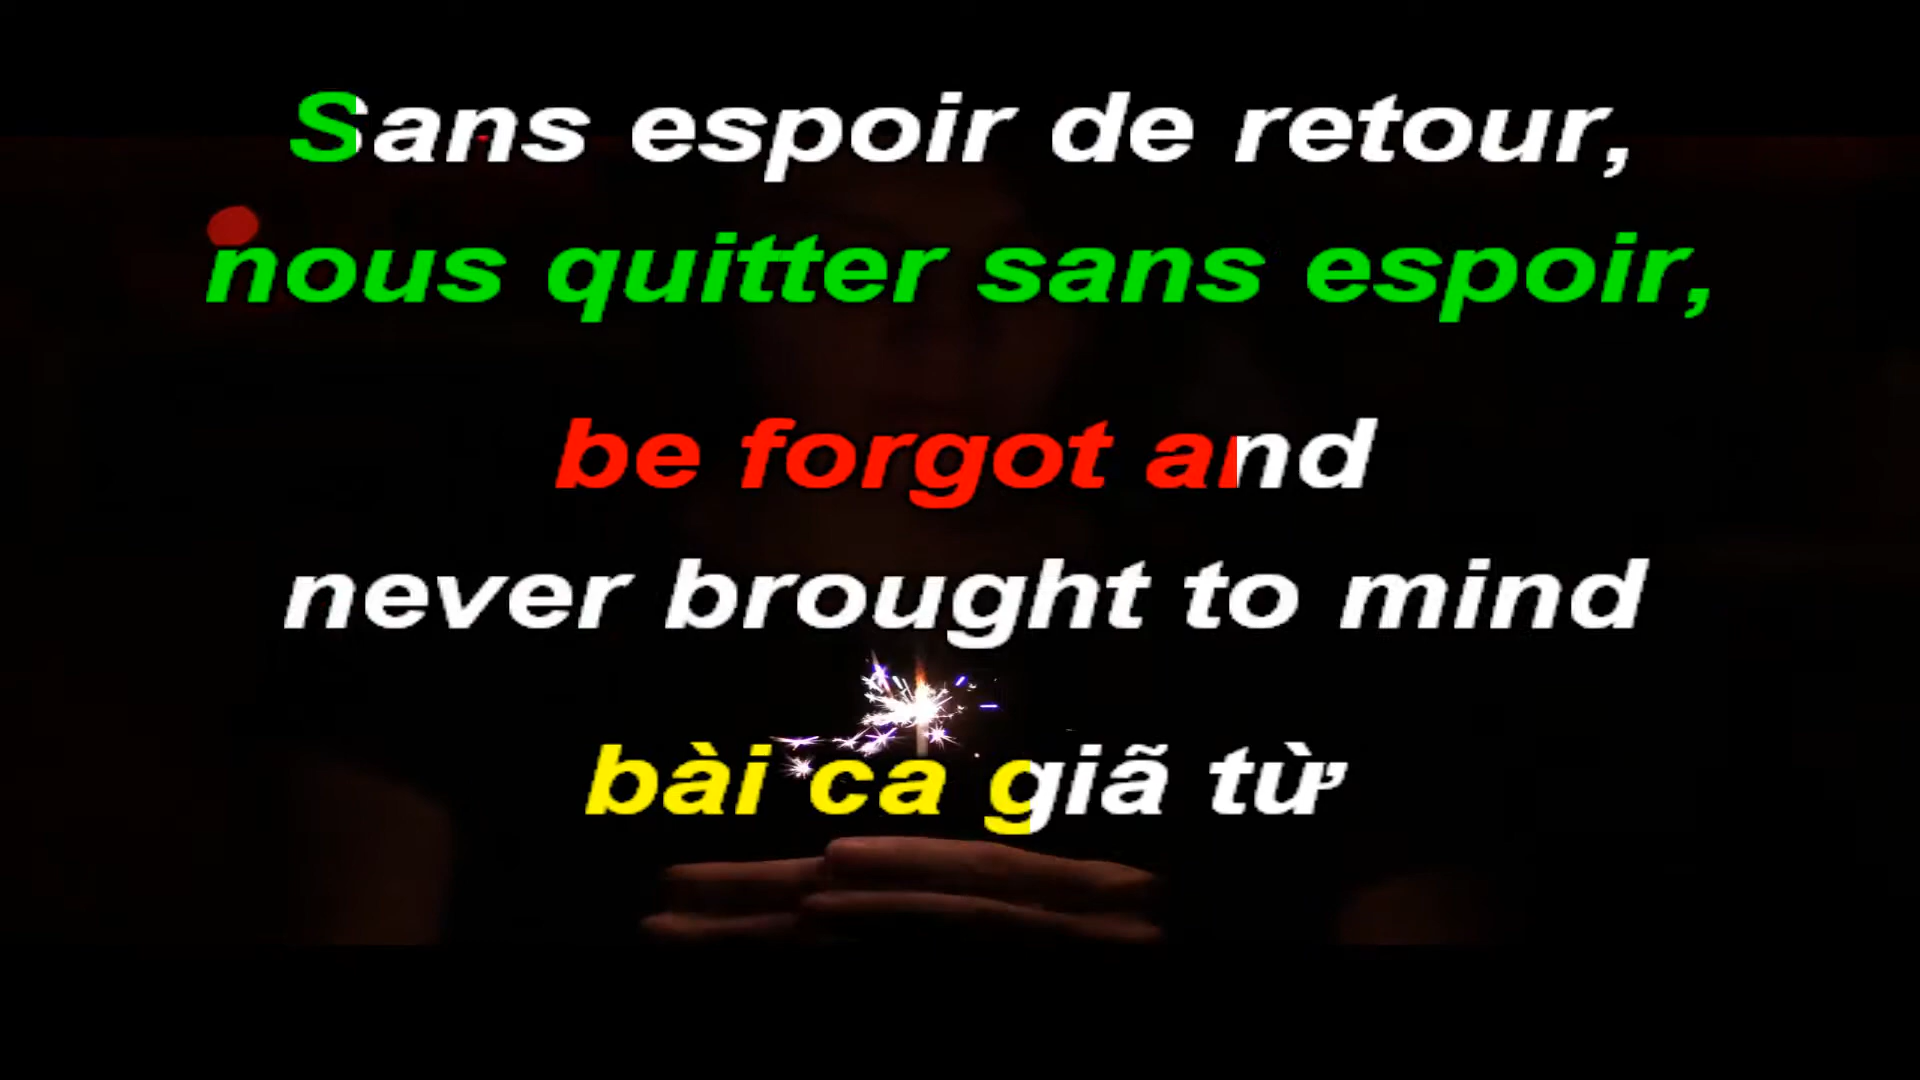 Sans espoir de retour,
nous quitter sans espoir,
be forgot and
never brought to mind
bài ca giã từ